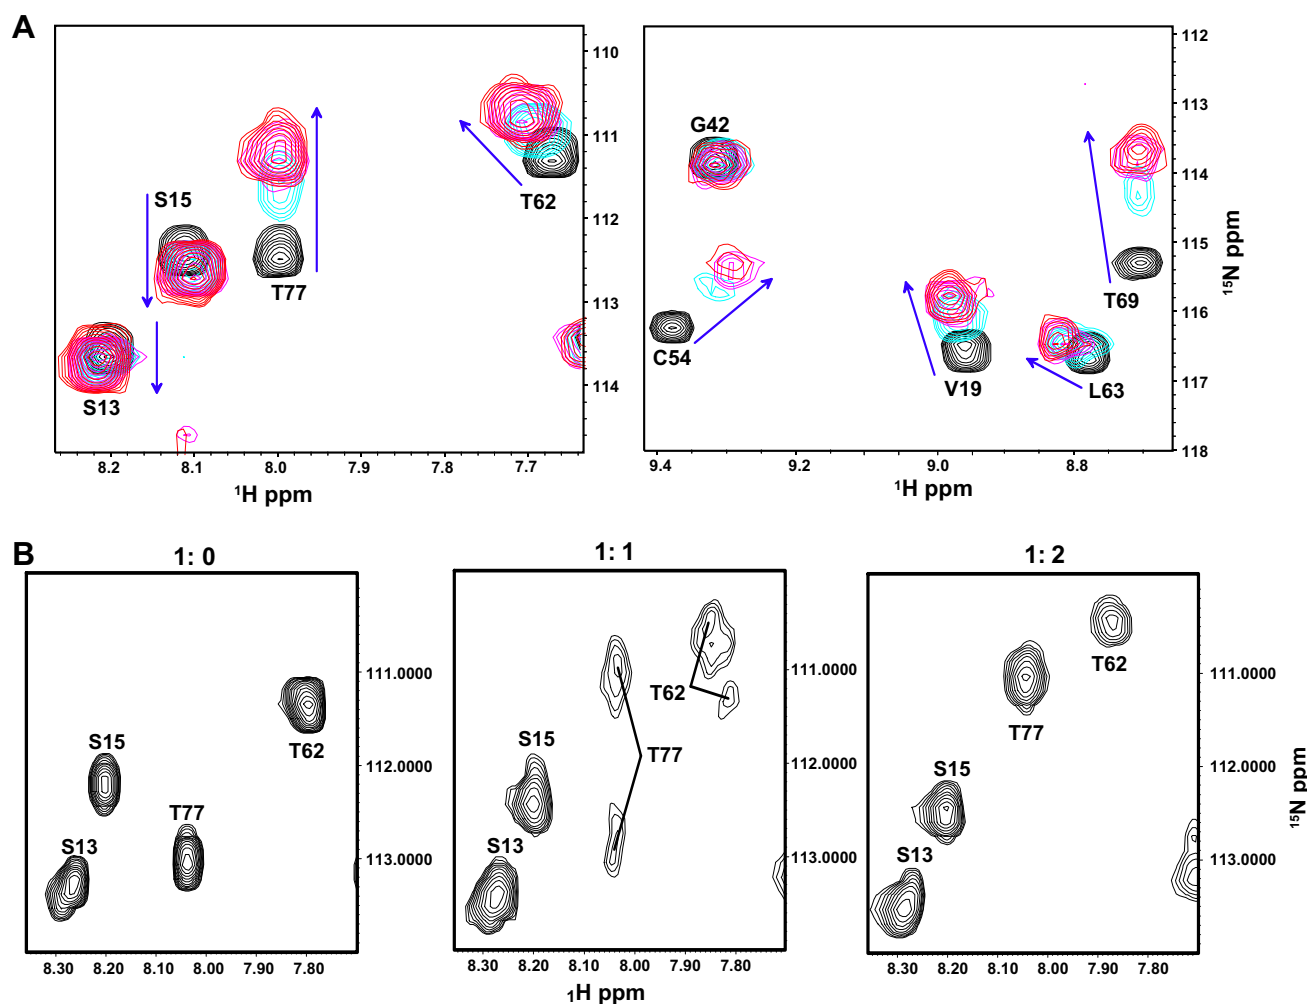 A
S15
T77
S13
T62
110
111
112
113
114
8.2 8.1 8.0 7.9 7.8 7.7
¹H ppm
G42
C54
V19
L63
T69
112
113
114
115
116
117
118
¹⁵N ppm
9.4 9.2 9.0 8.8
¹H ppm
B
1: 0
S15
S13
T77
T62
111.0000
112.0000
113.0000
8.30 8.20 8.10 8.00 7.90 7.80
1: 1
S15
S13
T62
T77
111.0000
112.0000
113.0000
8.30 8.20 8.10 8.00 7.90 7.80
¹H ppm
1: 2
T62
T77
S15
S13
111.0000
112.0000
113.0000
¹⁵N ppm
8.30 8.20 8.10 8.00 7.90 7.80